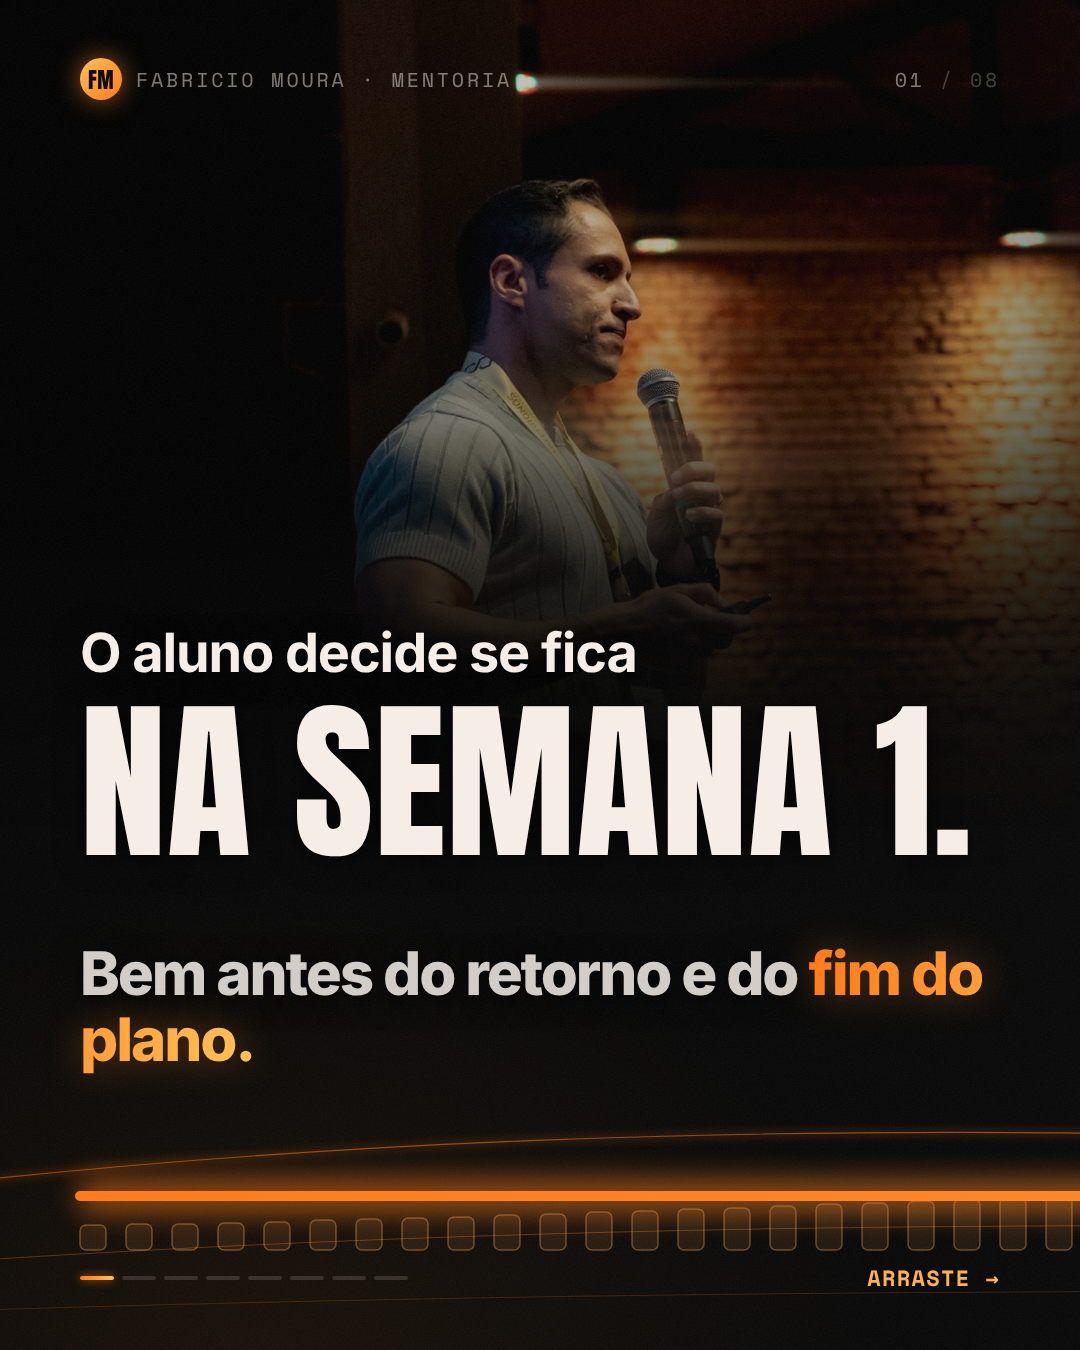 FM FABRICIO MOURA · MENTORIA
01 / 08
O aluno decide se fica
NA SEMANA 1.
Bem antes do retorno e do fim do
plano.
ARRASTE →